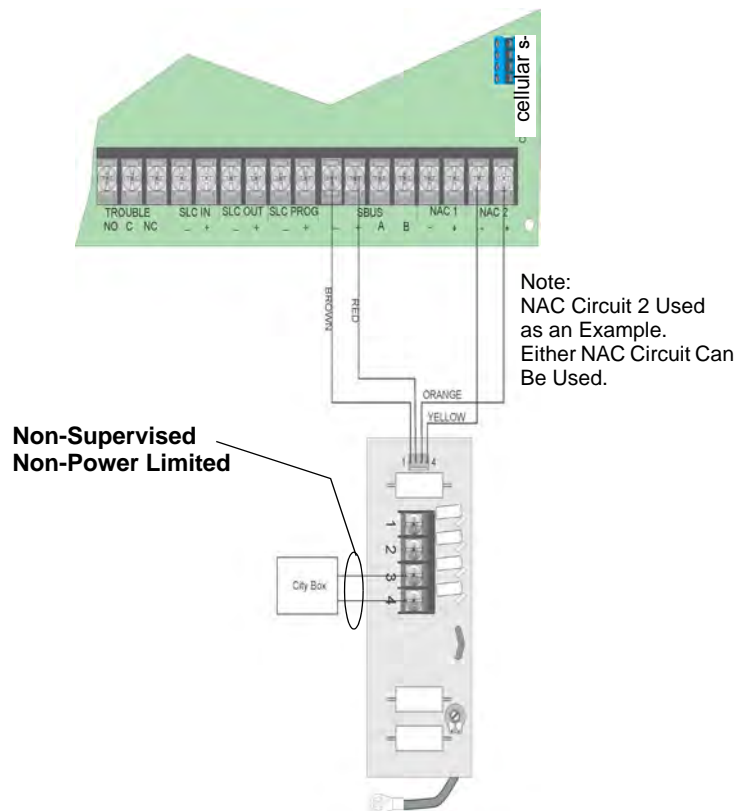 cellular s-
TROUBLE SLC IN SLC OUT SLC PROG SBUS NAC 1 NAC 2
NO C NC – + – + – + – + A B – + – +
BROWN
RED
Note:
NAC Circuit 2 Used
as an Example.
Either NAC Circuit Can
Be Used.
ORANGE
YELLOW
Non-Supervised
Non-Power Limited
1 4
1
2
3
4
City Box